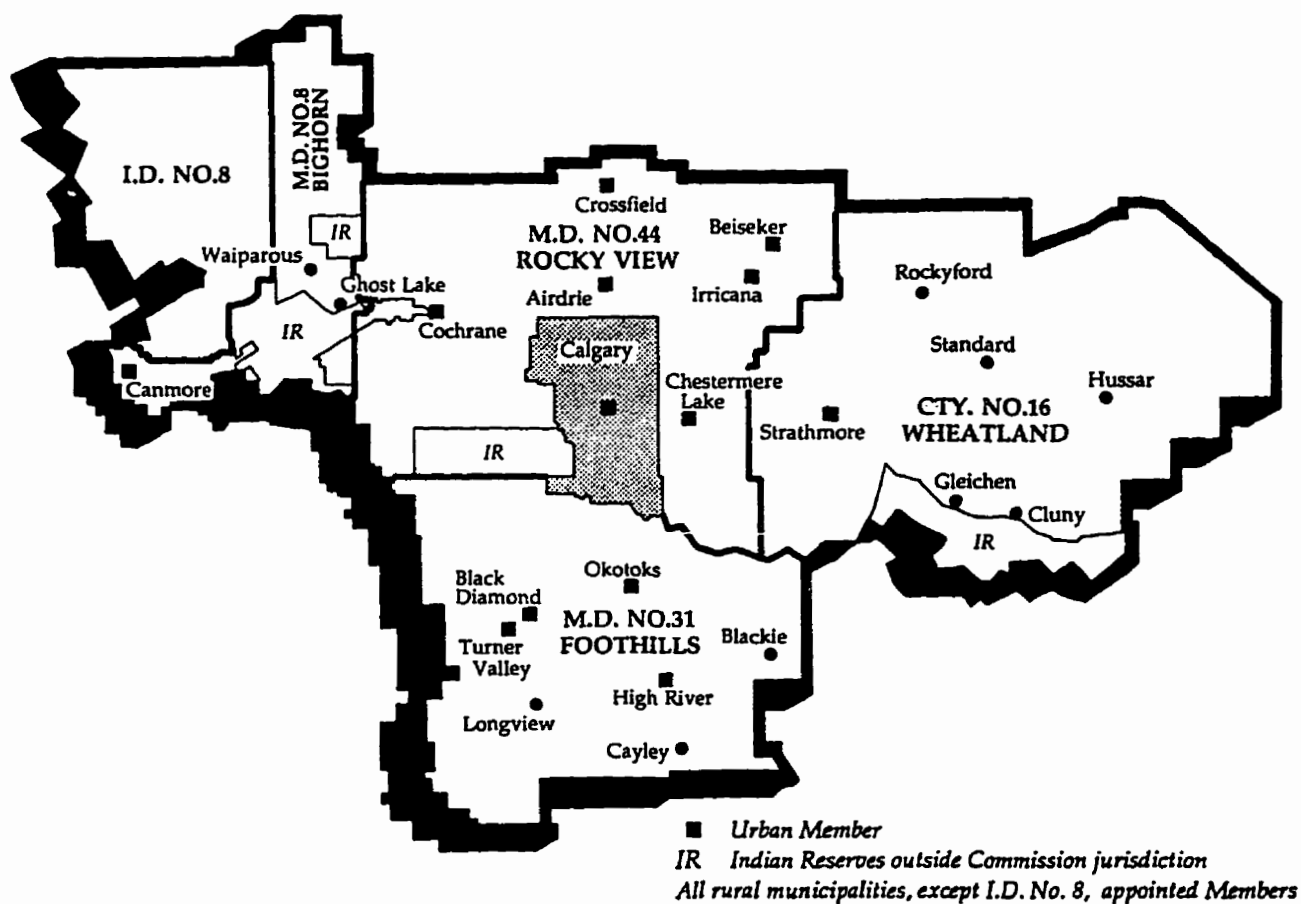 I.D. NO.8
M.D. NO.8
BIGHORN
IR
Waiparous
Ghost Lake
IR
Cochrane
Canmore
Crossfield
M.D. NO.44
ROCKY VIEW
Beiseker
Airdrie
Irricana
Calgary
Chestermere
Lake
IR
Rockyford
Standard
Hussar
CTY. NO.16
WHEATLAND
Strathmore
Gleichen
Cluny
IR
Okotoks
Black
Diamond
M.D. NO.31
FOOTHILLS
Turner
Valley
Blackie
High River
Longview
Cayley
Urban Member
IR Indian Reserves outside Commission jurisdiction
All rural municipalities, except I.D. No. 8, appointed Members